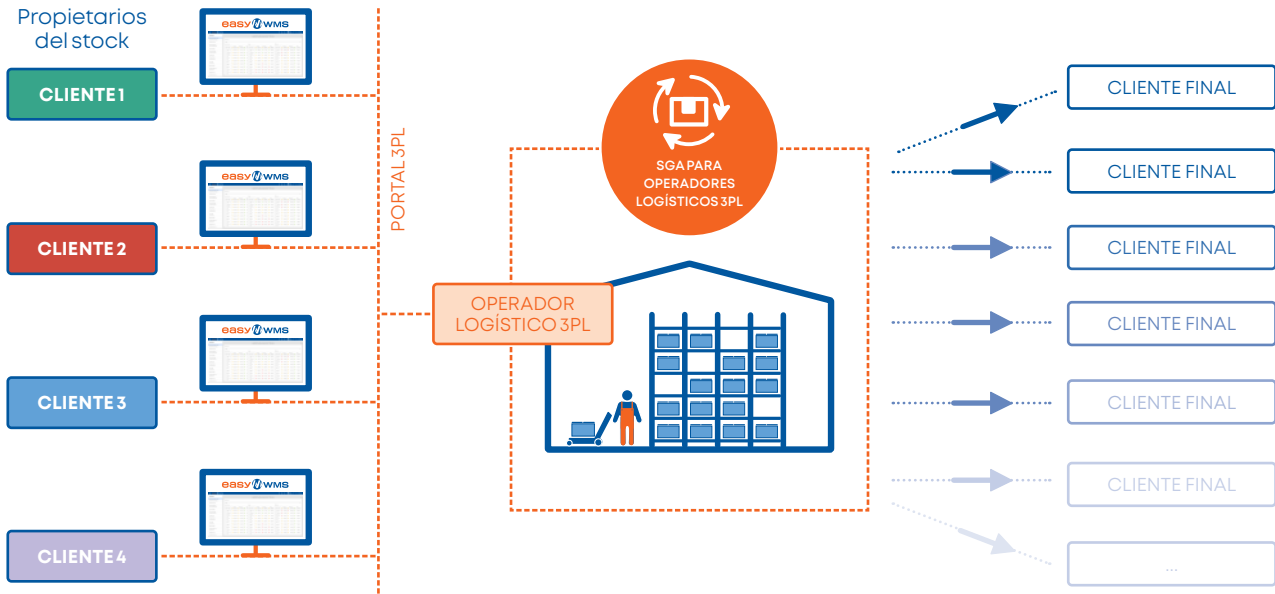 Propietarios
del stock
easy WMS
CLIENTE 1
easy WMS
CLIENTE 2
easy WMS
CLIENTE 3
easy WMS
CLIENTE 4
PORTAL 3PL
OPERADOR
LOGÍSTICO 3PL
SGA PARA
OPERADORES
LOGÍSTICOS 3PL
CLIENTE FINAL
CLIENTE FINAL
CLIENTE FINAL
CLIENTE FINAL
CLIENTE FINAL
CLIENTE FINAL
...